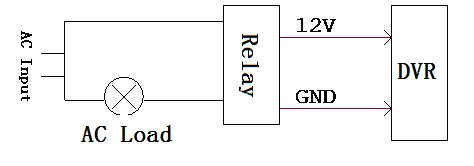 AC Input
AC Load
Relay
12V
GND
DVR